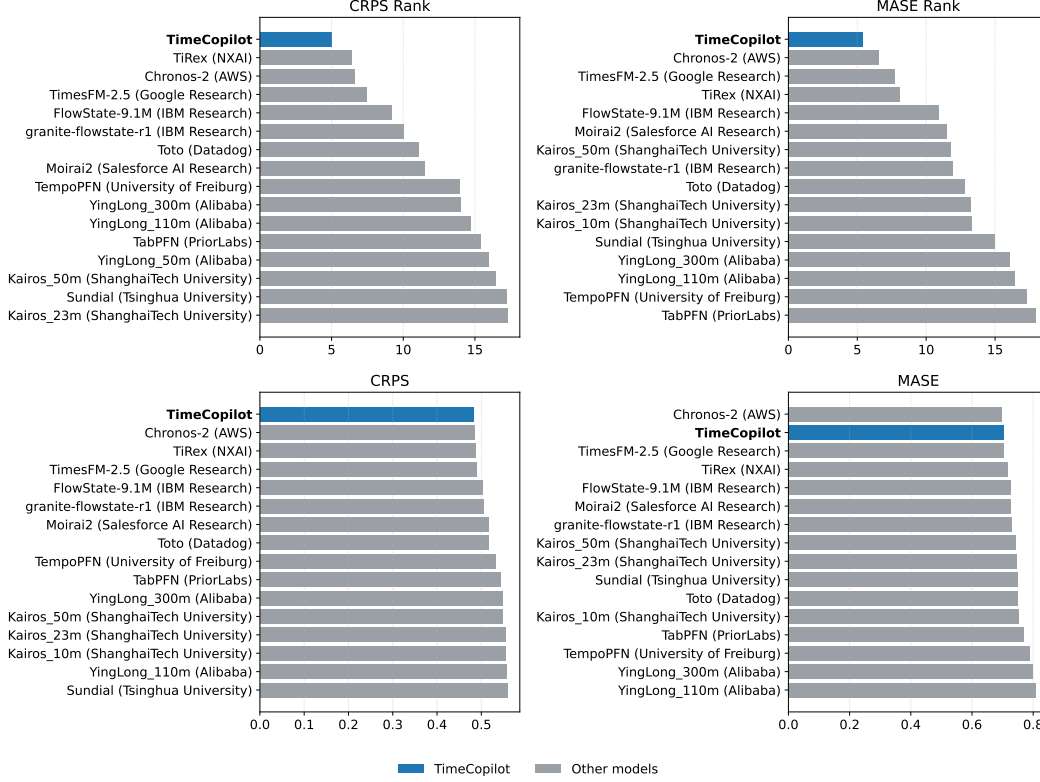 CRPS Rank
TimeCopilot
TiRex (NXAI)
Chronos-2 (AWS)
TimesFM-2.5 (Google Research)
FlowState-9.1M (IBM Research)
granite-flowstate-r1 (IBM Research)
Toto (Datadog)
Moirai2 (Salesforce AI Research)
TempoPFN (University of Freiburg)
YingLong_300m (Alibaba)
YingLong_110m (Alibaba)
TabPFN (PriorLabs)
YingLong_50m (Alibaba)
Kairos_50m (ShanghaiTech University)
Sundial (Tsinghua University)
Kairos_23m (ShanghaiTech University)
0 5 10 15
MASE Rank
TimeCopilot
Chronos-2 (AWS)
TimesFM-2.5 (Google Research)
TiRex (NXAI)
FlowState-9.1M (IBM Research)
Moirai2 (Salesforce AI Research)
Kairos_50m (ShanghaiTech University)
granite-flowstate-r1 (IBM Research)
Toto (Datadog)
Kairos_23m (ShanghaiTech University)
Kairos_10m (ShanghaiTech University)
Sundial (Tsinghua University)
YingLong_300m (Alibaba)
YingLong_110m (Alibaba)
TempoPFN (University of Freiburg)
TabPFN (PriorLabs)
0 5 10 15
CRPS
TimeCopilot
Chronos-2 (AWS)
TiRex (NXAI)
TimesFM-2.5 (Google Research)
FlowState-9.1M (IBM Research)
granite-flowstate-r1 (IBM Research)
Moirai2 (Salesforce AI Research)
Toto (Datadog)
TempoPFN (University of Freiburg)
TabPFN (PriorLabs)
YingLong_300m (Alibaba)
Kairos_50m (ShanghaiTech University)
Kairos_23m (ShanghaiTech University)
Kairos_10m (ShanghaiTech University)
YingLong_110m (Alibaba)
Sundial (Tsinghua University)
0.0 0.1 0.2 0.3 0.4 0.5
MASE
Chronos-2 (AWS)
TimeCopilot
TimesFM-2.5 (Google Research)
TiRex (NXAI)
FlowState-9.1M (IBM Research)
Moirai2 (Salesforce AI Research)
granite-flowstate-r1 (IBM Research)
Kairos_50m (ShanghaiTech University)
Kairos_23m (ShanghaiTech University)
Sundial (Tsinghua University)
Toto (Datadog)
Kairos_10m (ShanghaiTech University)
TabPFN (PriorLabs)
TempoPFN (University of Freiburg)
YingLong_300m (Alibaba)
YingLong_110m (Alibaba)
0.0 0.2 0.4 0.6 0.8
TimeCopilot
Other models